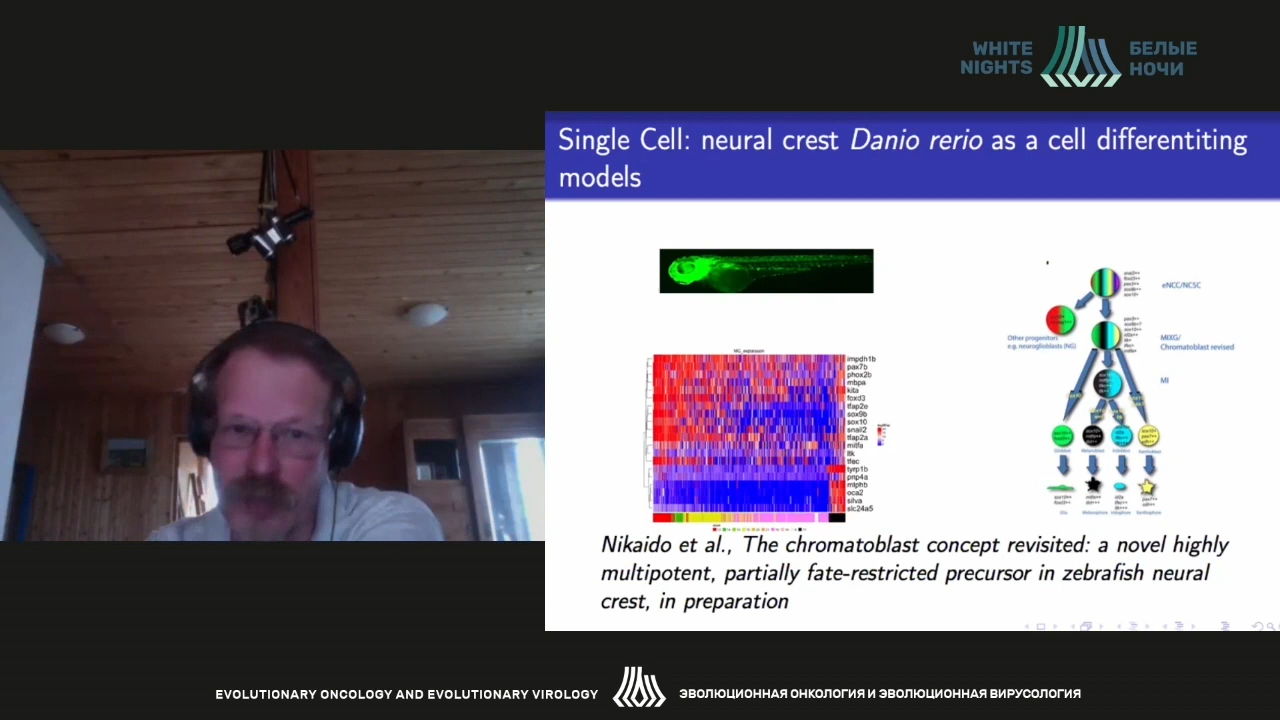 WHITE
NIGHTS
БЕЛЫЕ
НОЧИ
Single Cell: neural crest Danio rerio as a cell differentiting
models
eNCC/NCSC
Other progenitors
e.g. neuroglioblasts (NG)
MIXG/
Chromatoblast revised
MI
impdh1b
pax7b
phox2b
mbpa
kita
foxd3
tfap2e
sox9b
sox10
snail2
tfap2a
mitfa
ltk
tfec
tyrp1b
pnp4a
mlphb
oca2
silva
slc24a5
Nikaido et al., The chromatoblast concept revisited: a novel highly
multipotent, partially fate-restricted precursor in zebrafish neural
crest, in preparation
EVOLUTIONARY ONCOLOGY AND EVOLUTIONARY VIROLOGY
ЭВОЛЮЦИОННАЯ ОНКОЛОГИЯ И ЭВОЛЮЦИОННАЯ ВИРУСОЛОГИЯ